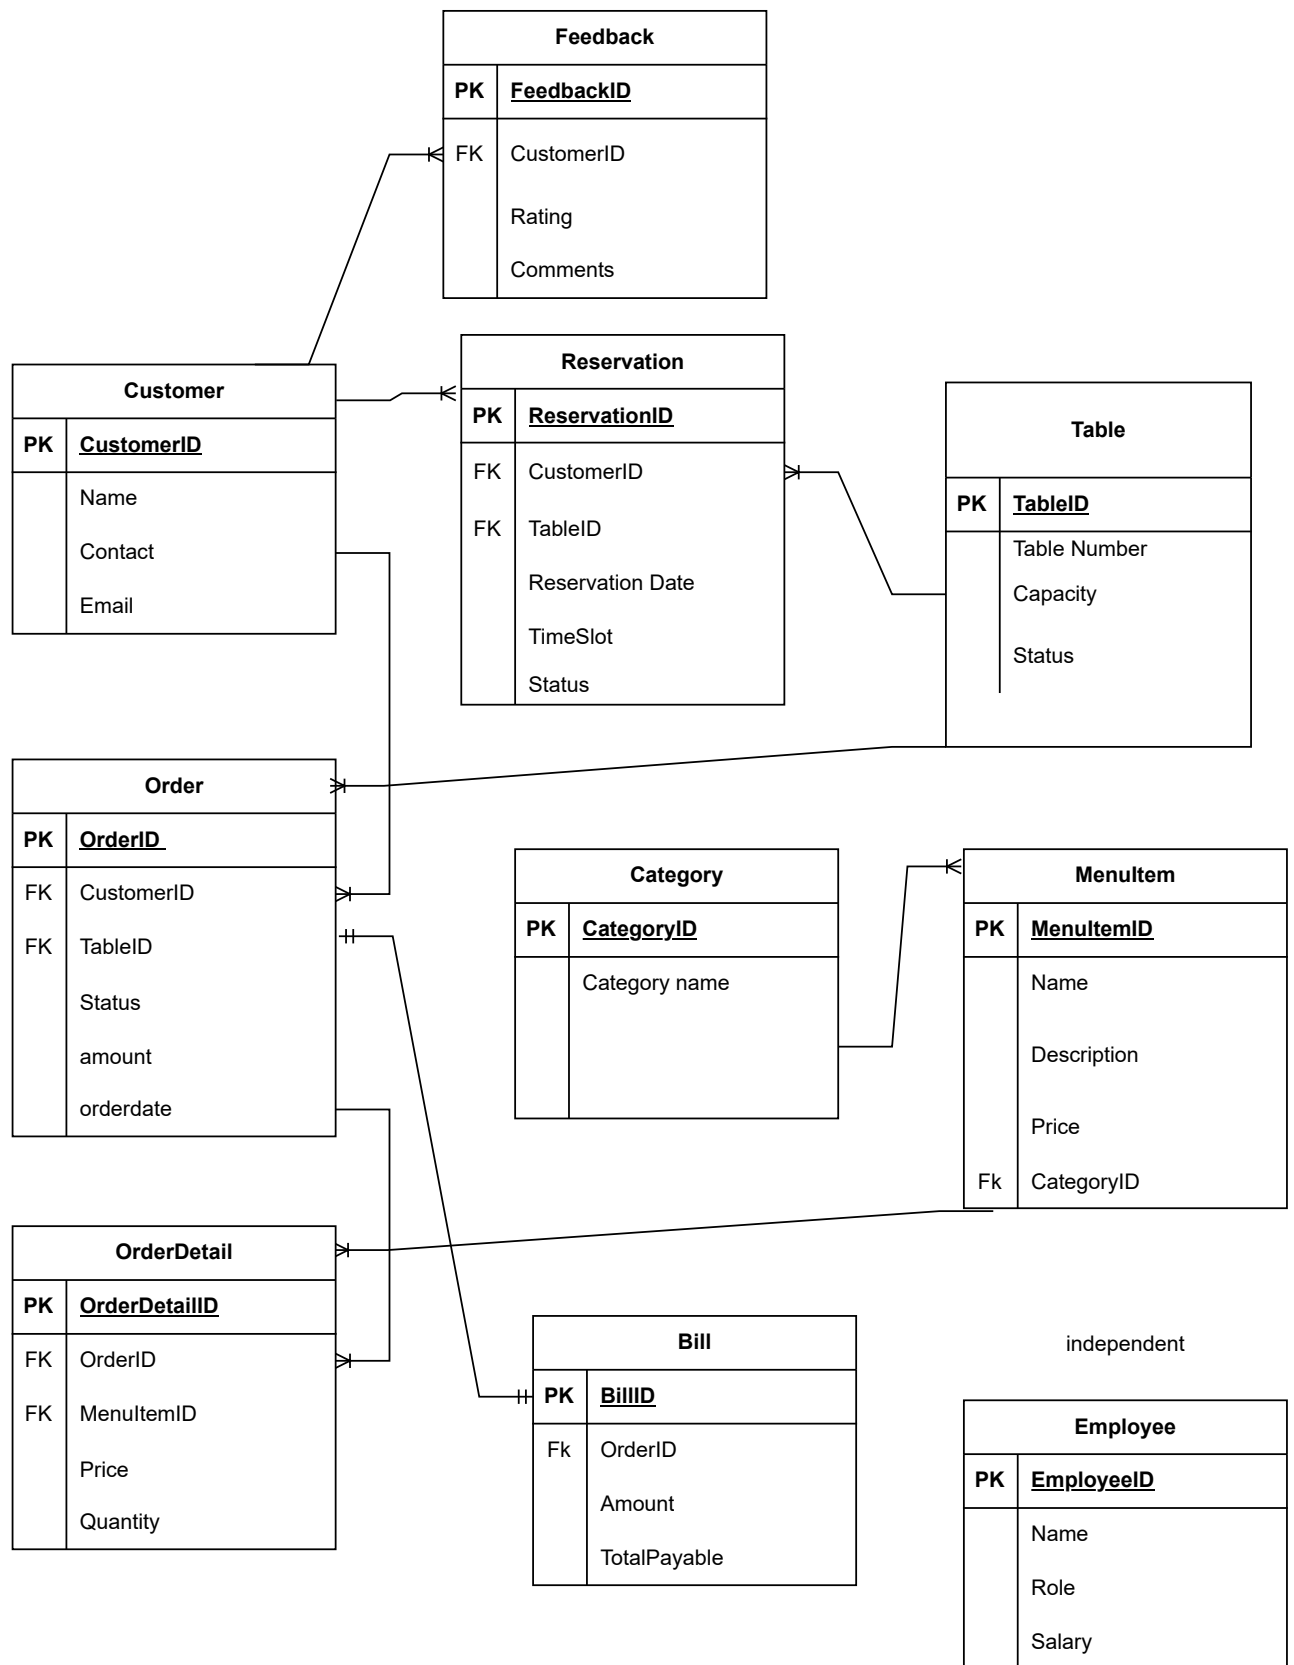 Feedback
PK FeedbackID
FK CustomerID
Rating
Comments
Customer
PK CustomerID
Name
Contact
Email
Reservation
PK ReservationID
FK CustomerID
FK TableID
Reservation Date
TimeSlot
Status
Table
PK TableID
Table Number
Capacity
Status
Order
PK OrderID
FK CustomerID
FK TableID
Status
amount
orderdate
Category
PK CategoryID
Category name
MenuItem
PK MenuItemID
Name
Description
Price
Fk CategoryID
OrderDetail
PK OrderDetailID
FK OrderID
FK MenuItemID
Price
Quantity
Bill
PK BillID
Fk OrderID
Amount
TotalPayable
independent
Employee
PK EmployeeID
Name
Role
Salary